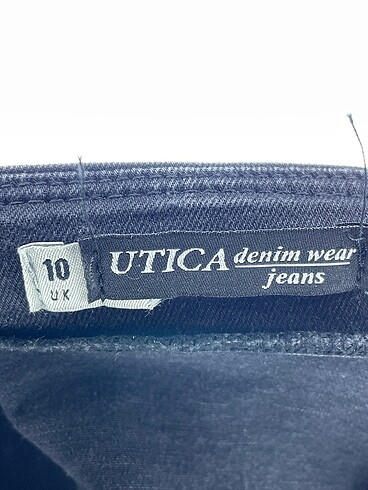 10
UK
UTICA denim wear
jeans